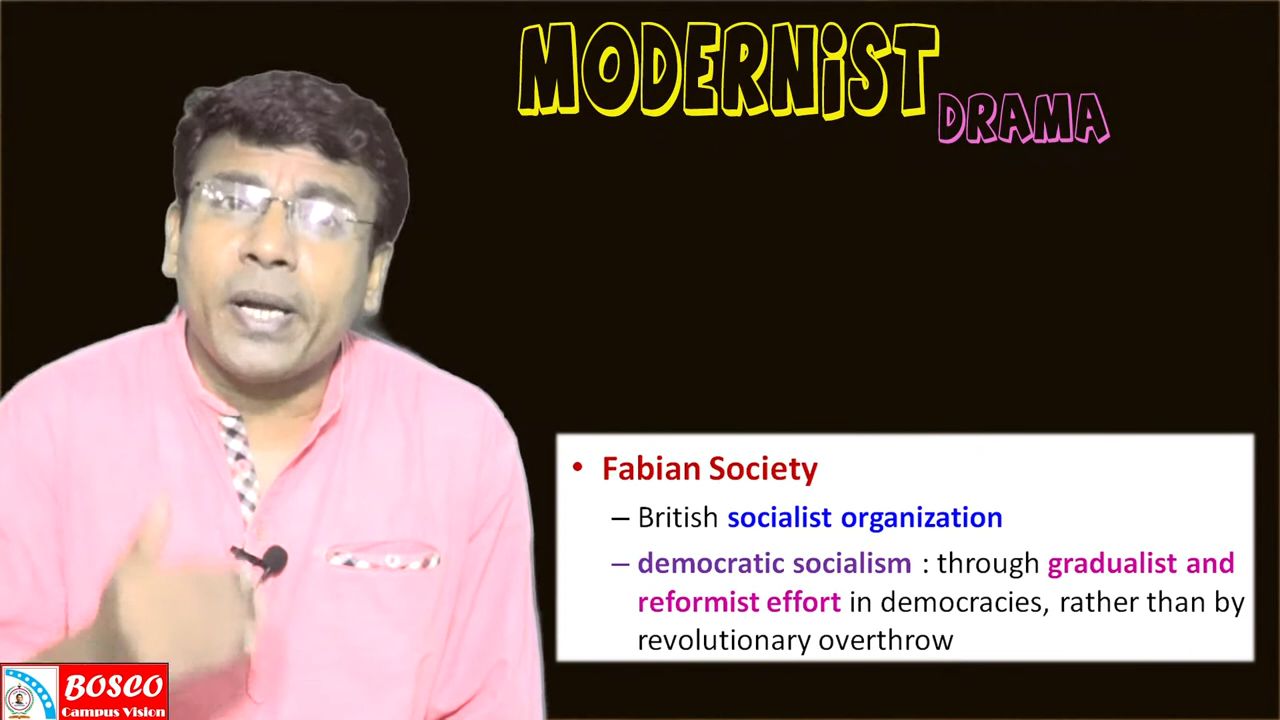 MODERNiST
DRAMA
• Fabian Society
– British socialist organization
– democratic socialism : through gradualist and
reformist effort in democracies, rather than by
revolutionary overthrow
BOSCO
Campus Vision